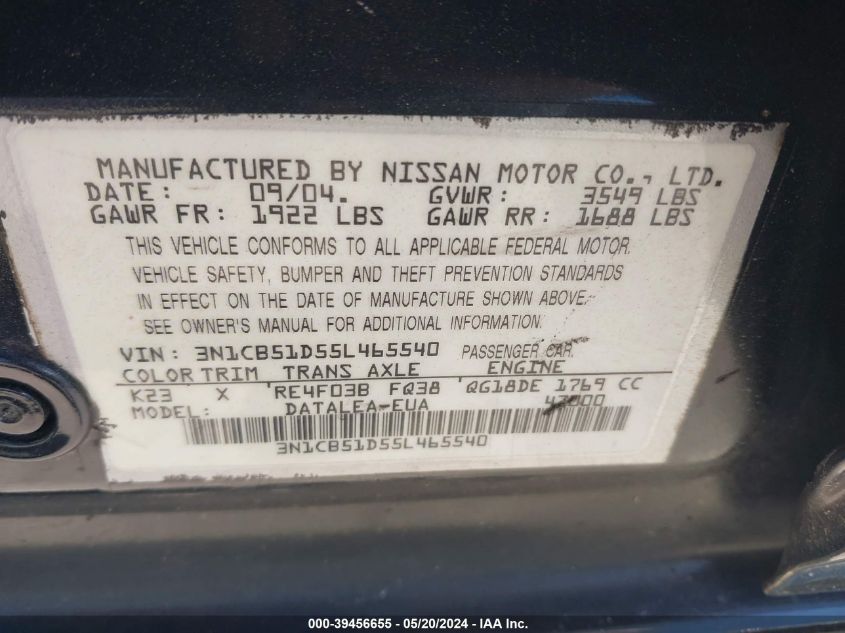 MANUFACTURED BY NISSAN MOTOR CO., LTD.
DATE: 09/04. GVWR: 3549 LBS
GAWR FR: 1922 LBS GAWR RR: 1688 LBS
THIS VEHICLE CONFORMS TO ALL APPLICABLE FEDERAL MOTOR
VEHICLE SAFETY, BUMPER AND THEFT PREVENTION STANDARDS
IN EFFECT ON THE DATE OF MANUFACTURE SHOWN ABOVE.
SEE OWNER'S MANUAL FOR ADDITIONAL INFORMATION.
VIN: 3N1CB51D55L465540 PASSENGER CAR.
COLOR TRIM TRANS AXLE ENGINE
K23 X RE4F03B FQ38 QG18DE 1769 CC
MODEL: DATALEA-EUA 47000
3N1CB51D55L465540
000-39456655 - 05/20/2024 - IAA Inc.